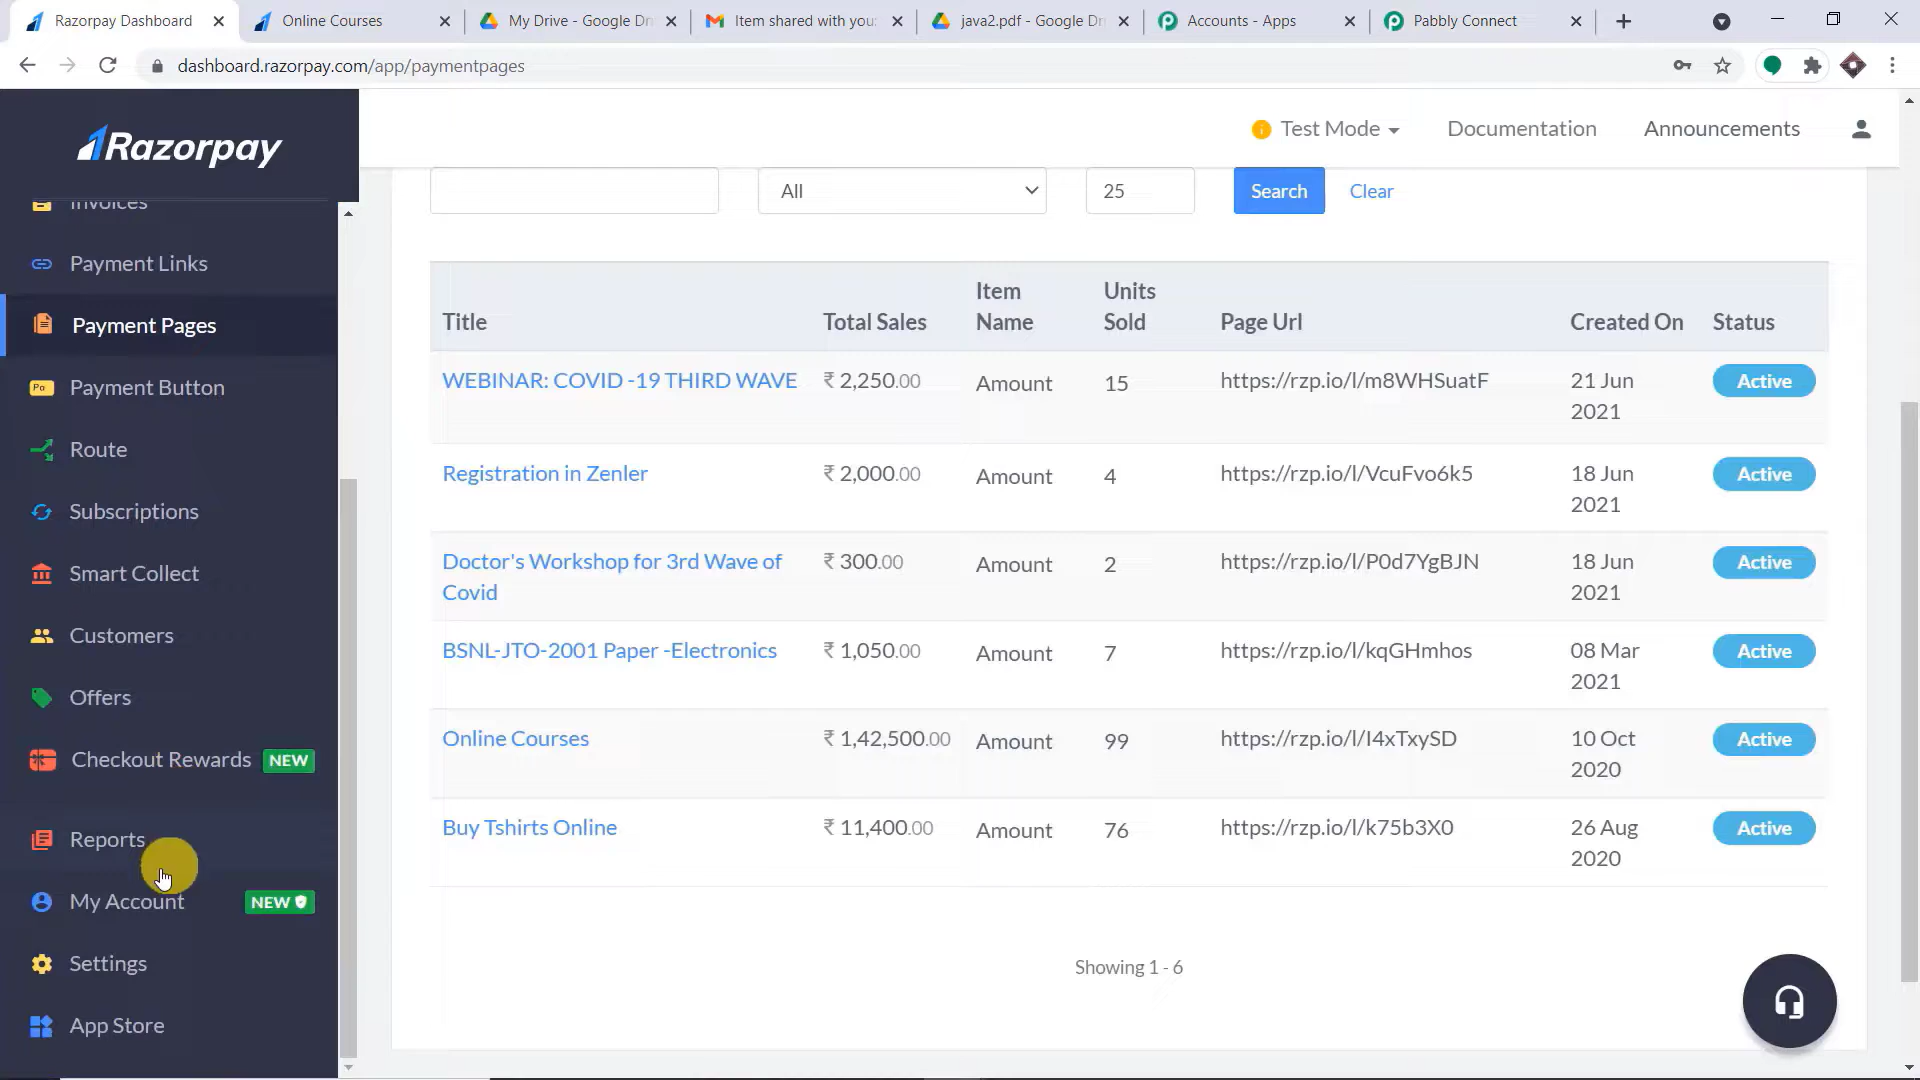 Razorpay Dashboard
Online Courses
My Drive - Google Dri
Item shared with you:
java2.pdf - Google Dri
Accounts - Apps
Pabbly Connect
dashboard.razorpay.com/app/paymentpages
Razorpay
Test Mode
Documentation
Announcements
Invoices
Payment Links
Payment Pages
Payment Button
Route
Subscriptions
Smart Collect
Customers
Offers
Checkout Rewards NEW
Reports
My Account NEW
Settings
App Store
All
25
Search
Clear
Title Total Sales Item Name Units Sold Page Url Created On Status
WEBINAR: COVID -19 THIRD WAVE ₹ 2,250.00 Amount 15 https://rzp.io/l/m8WHSuatF 21 Jun 2021 Active
Registration in Zenler ₹ 2,000.00 Amount 4 https://rzp.io/l/VcuFvo6k5 18 Jun 2021 Active
Doctor's Workshop for 3rd Wave of Covid ₹ 300.00 Amount 2 https://rzp.io/l/P0d7YgBJN 18 Jun 2021 Active
BSNL-JTO-2001 Paper -Electronics ₹ 1,050.00 Amount 7 https://rzp.io/l/kqGHmhos 08 Mar 2021 Active
Online Courses ₹ 1,42,500.00 Amount 99 https://rzp.io/l/I4xTxySD 10 Oct 2020 Active
Buy Tshirts Online ₹ 11,400.00 Amount 76 https://rzp.io/l/k75b3X0 26 Aug 2020 Active
Showing 1 - 6